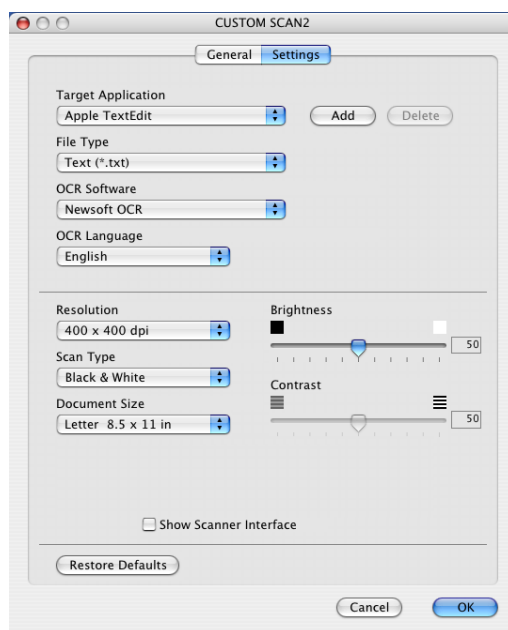 CUSTOM SCAN2
General Settings
Target Application
Apple TextEdit Add Delete
File Type
Text (*.txt)
OCR Software
Newsoft OCR
OCR Language
English
Resolution Brightness
400 x 400 dpi 50
Scan Type
Black & White
Contrast
Document Size
Letter 8.5 x 11 in 50
Show Scanner Interface
Restore Defaults
Cancel OK